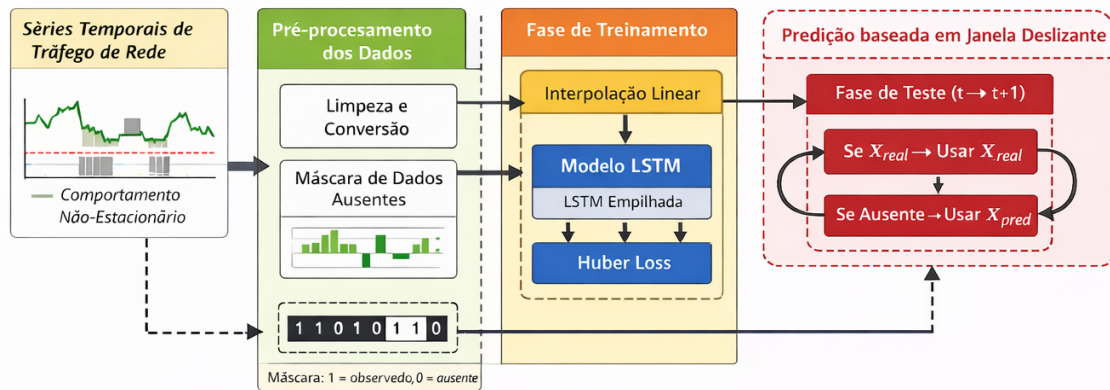 Sèries Temporais de
Trãfego de Rede
Comportamento
Não-Estacionário
Pré-processamento
dos Dados
Limpeza e
Conversão
Máscara de Dados
Ausentes
1 1 0 1 0 1 1 0
Máscara: 1 = observedo, 0 = ausente
Fase de Treinamento
Interpolação Linear
Modelo LSTM
LSTM Empilhada
Huber Loss
Predição baseada em Janela Deslizante
Fase de Teste (t → t+1)
Se X_real → Usar X_real
Se Ausente → Usar X_pred